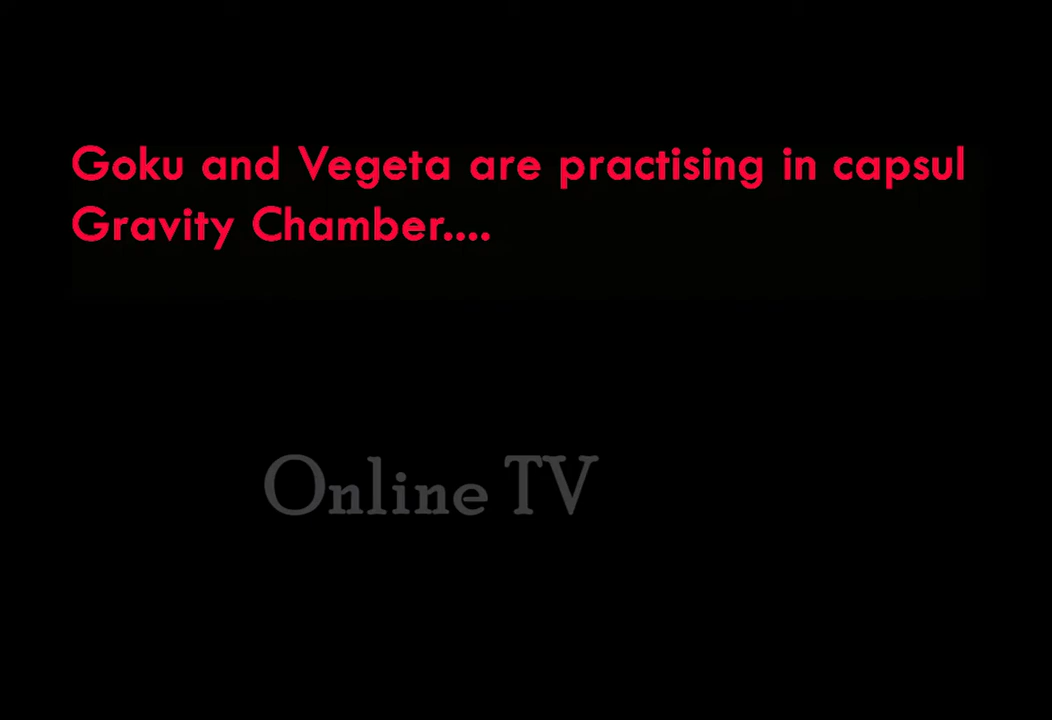 Goku and Vegeta are practising in capsul
Gravity Chamber....
Online TV